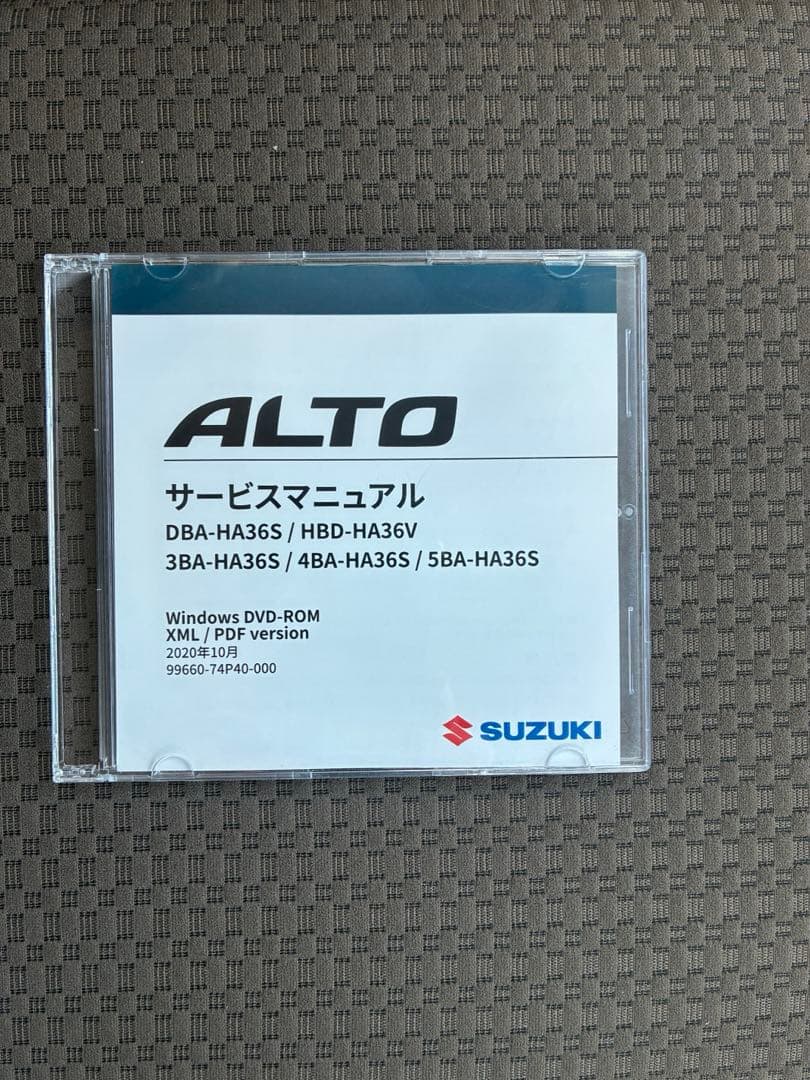 ALTO
サービスマニュアル
DBA-HA36S / HBD-HA36V
3BA-HA36S / 4BA-HA36S / 5BA-HA36S
Windows DVD-ROM
XML / PDF version
2020年10月
99660-74P40-000
SUZUKI